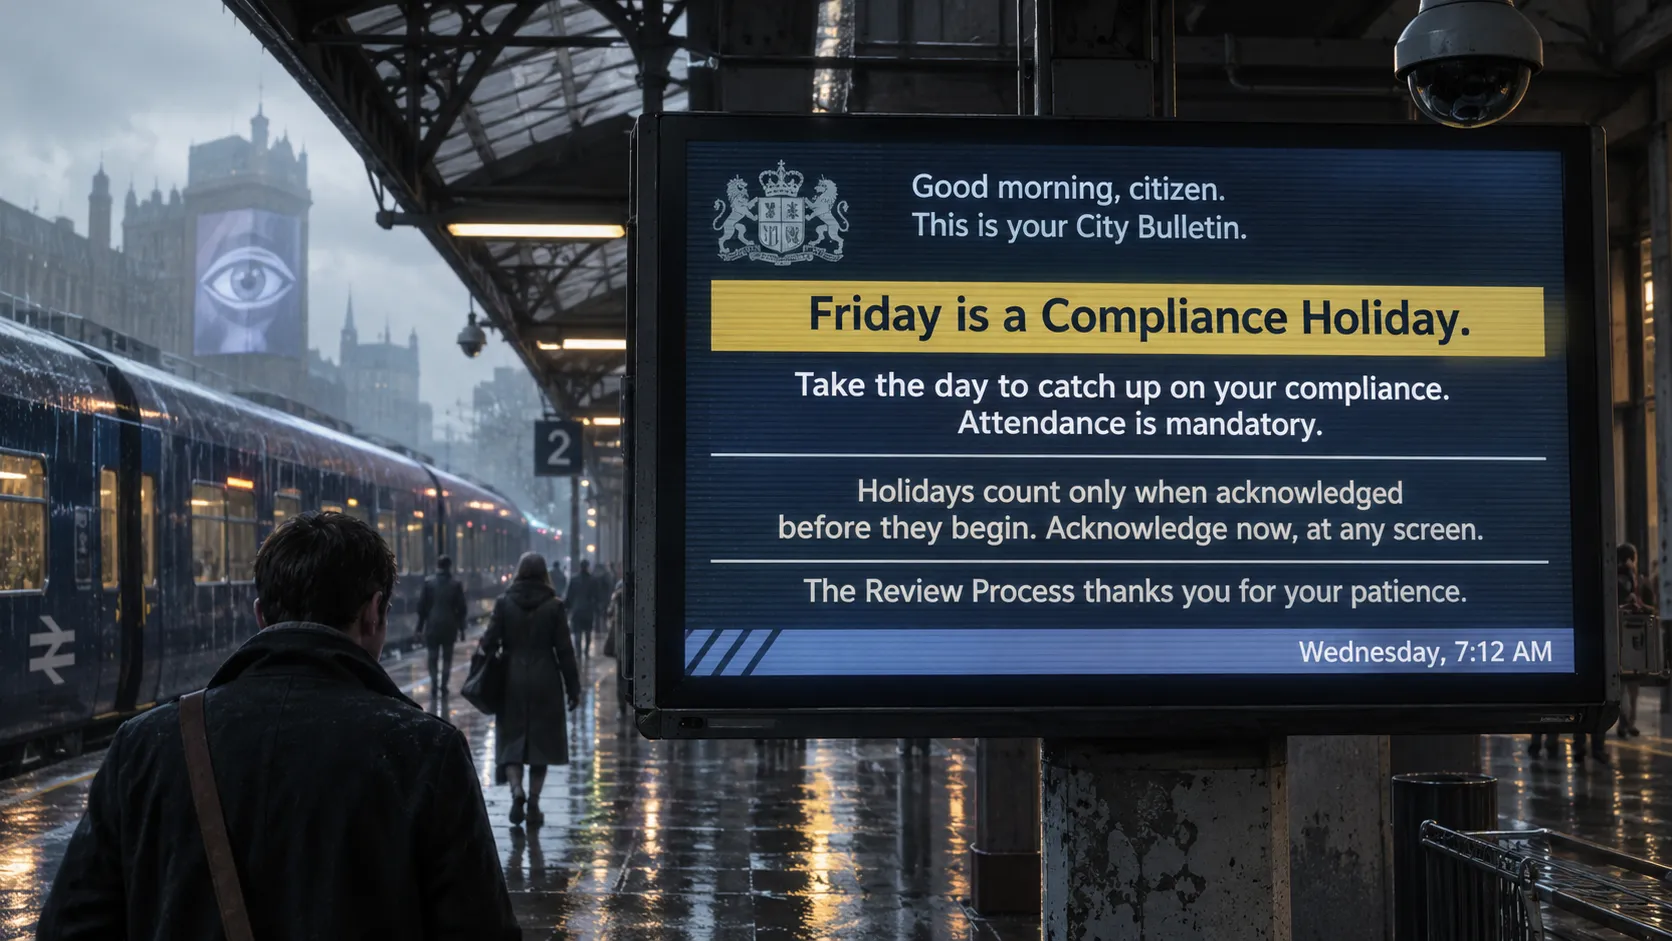 Good morning, citizen.
This is your City Bulletin.
Friday is a Compliance Holiday.
Take the day to catch up on your compliance.
Attendance is mandatory.
Holidays count only when acknowledged
before they begin. Acknowledge now, at any screen.
The Review Process thanks you for your patience.
Wednesday, 7:12 AM
2